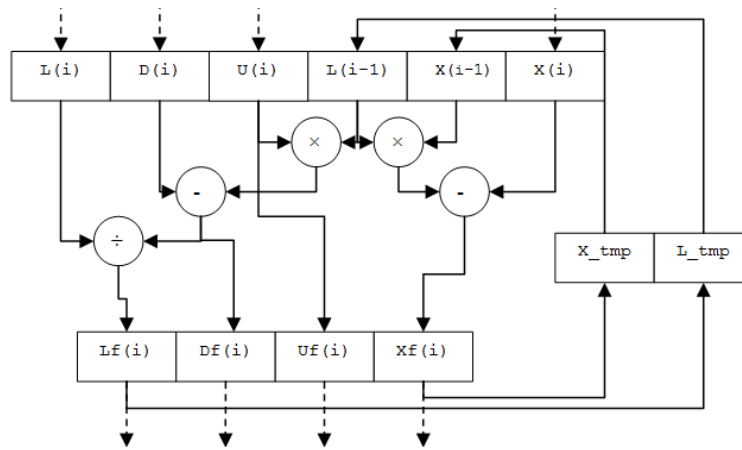 L(i) D(i) U(i) L(i-1) X(i-1) X(i)
× ×
- -
÷
X_tmp L_tmp
Lf(i) Df(i) Uf(i) Xf(i)